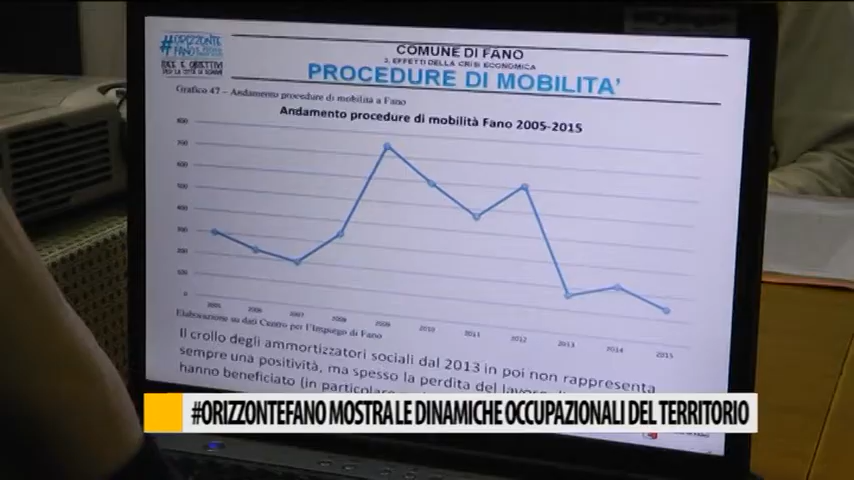 #ORIZZONTE
FANO
IDEE E OBIETTIVI
COMUNE DI FANO
2. EFFETTI DELLA CRISI ECONOMICA
PROCEDURE DI MOBILITA'
Grafico 47 – Andamento procedure di mobilità a Fano
Andamento procedure di mobilità Fano 2005-2015
800
700
600
500
400
300
200
100
0
2005 2006 2007 2008 2009 2010 2011 2012 2013 2014 2015
Elaborazione su dati Centro per l'Impiego di Fano
Il crollo degli ammortizzatori sociali dal 2013 in poi non rappresenta
sempre una positività, ma spesso la perdita del lavoro
hanno beneficiato (in particolare
#ORIZZONTEFANO MOSTRA LE DINAMICHE OCCUPAZIONALI DEL TERRITORIO